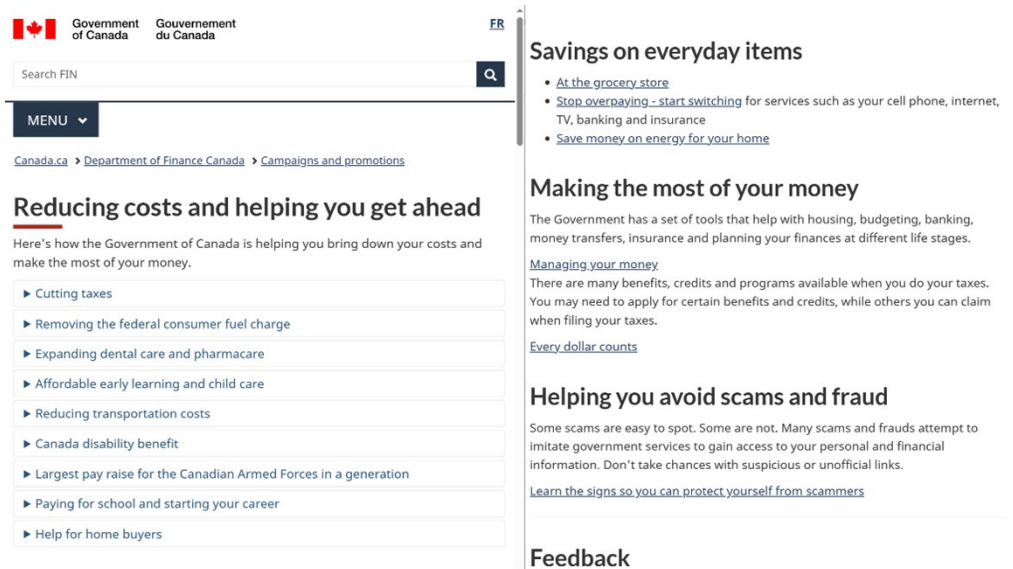 Government
of Canada
Gouvernement
du Canada
FR
Search FIN
MENU
Canada.ca > Department of Finance Canada > Campaigns and promotions
Reducing costs and helping you get ahead
Here's how the Government of Canada is helping you bring down your costs and
make the most of your money.
Cutting taxes
Removing the federal consumer fuel charge
Expanding dental care and pharmacare
Affordable early learning and child care
Reducing transportation costs
Canada disability benefit
Largest pay raise for the Canadian Armed Forces in a generation
Paying for school and starting your career
Help for home buyers
Savings on everyday items
• At the grocery store
• Stop overpaying - start switching for services such as your cell phone, internet,
TV, banking and insurance
• Save money on energy for your home
Making the most of your money
The Government has a set of tools that help with housing, budgeting, banking,
money transfers, insurance and planning your finances at different life stages.
Managing your money
There are many benefits, credits and programs available when you do your taxes.
You may need to apply for certain benefits and credits, while others you can claim
when filing your taxes.
Every dollar counts
Helping you avoid scams and fraud
Some scams are easy to spot. Some are not. Many scams and frauds attempt to
imitate government services to gain access to your personal and financial
information. Don't take chances with suspicious or unofficial links.
Learn the signs so you can protect yourself from scammers
Feedback